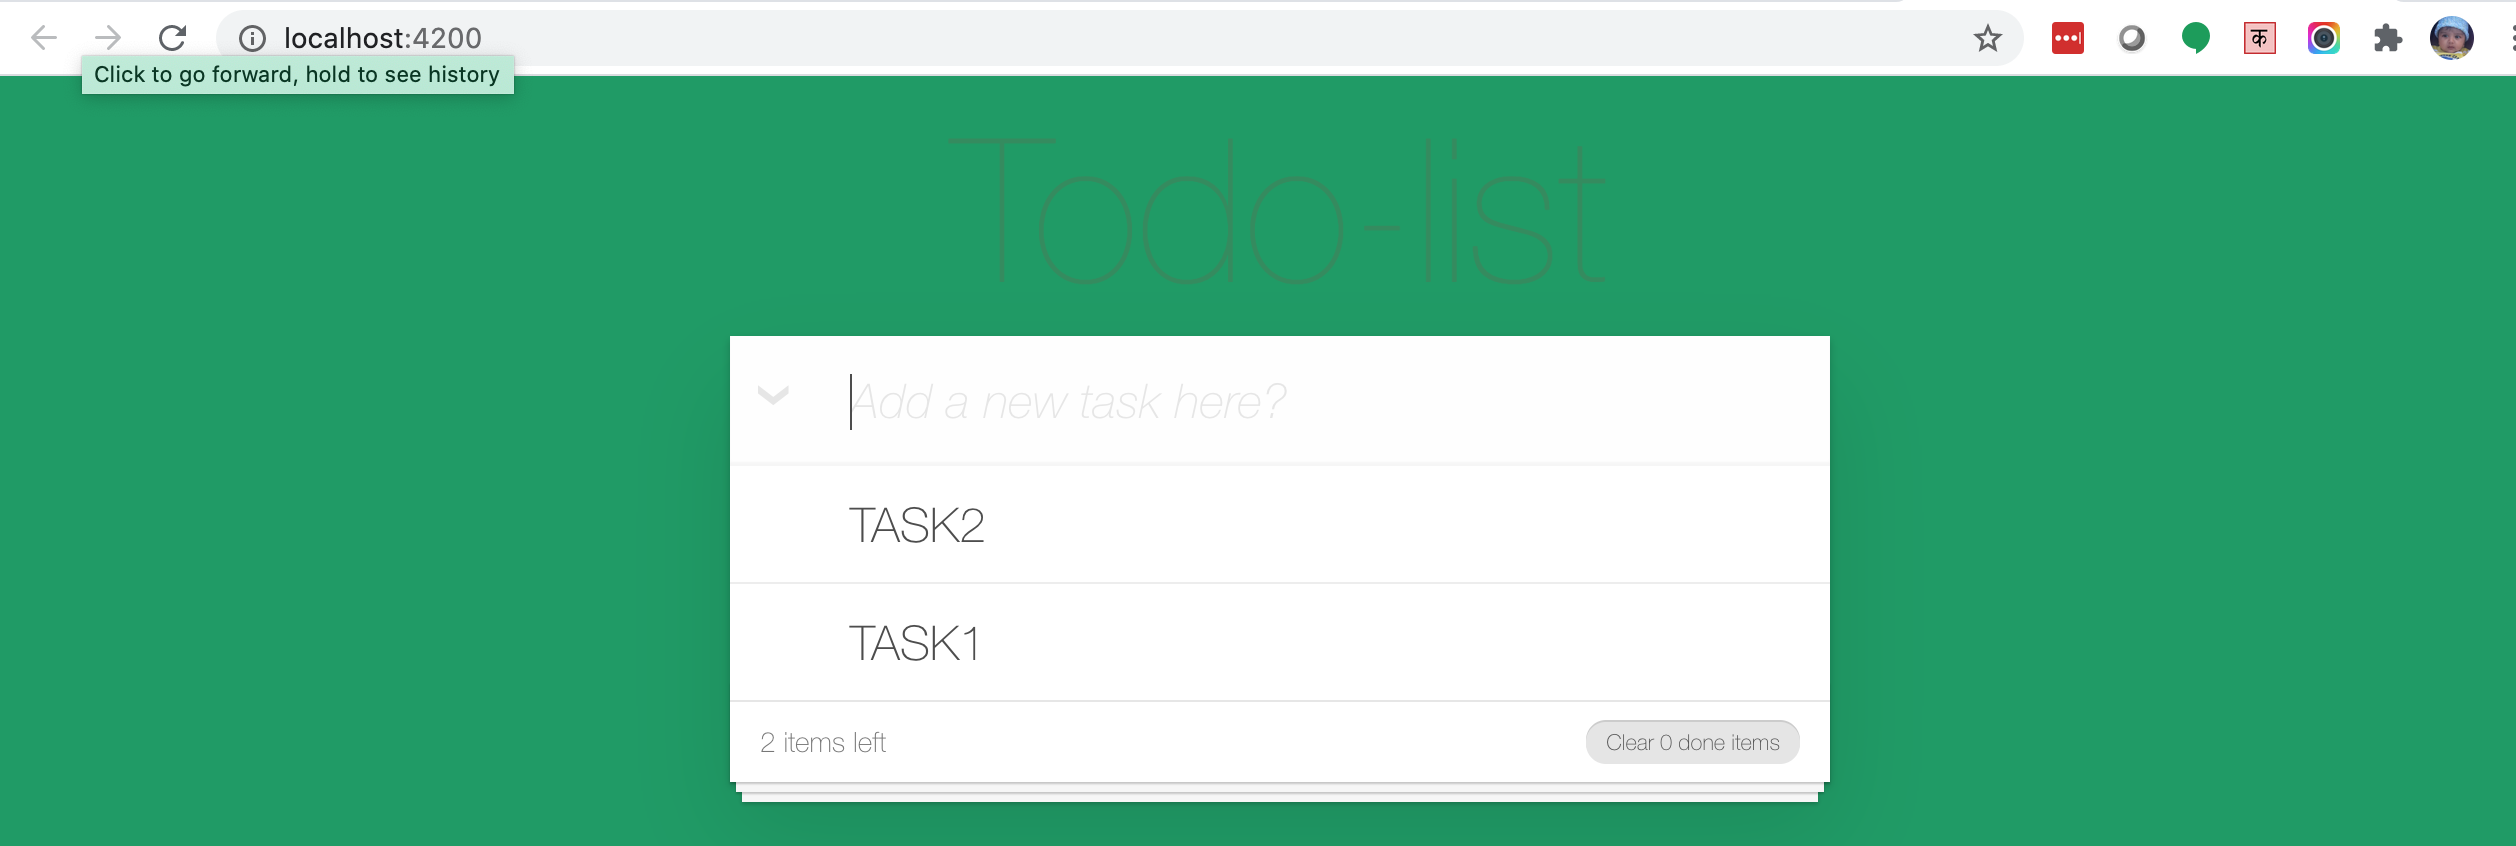 localhost:4200
क
Click to go forward, hold to see history
Todo-list
Add a new task here?
TASK2
TASK1
2 items left
Clear 0 done items